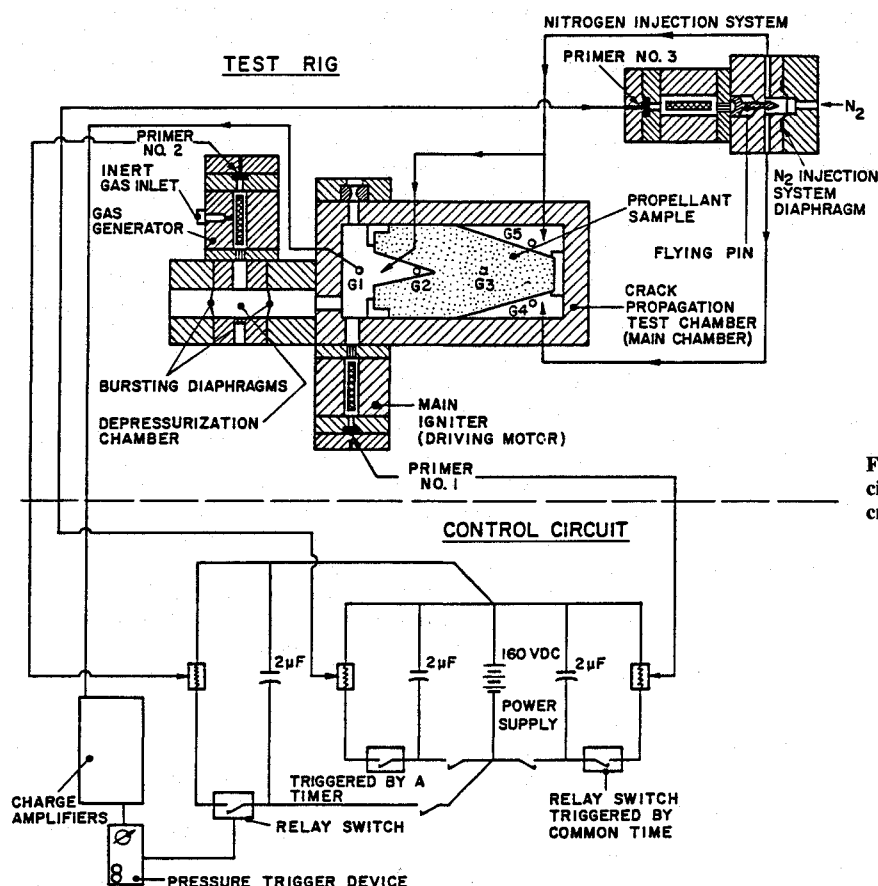 NITROGEN INJECTION SYSTEM
TEST RIG
PRIMER NO. 3
N2
PRIMER
NO. 2
INERT
GAS INLET
GAS
GENERATOR
N2 INJECTION
SYSTEM
DIAPHRAGM
PROPELLANT
SAMPLE
FLYING PIN
G1
G2
G3
G4
G5
CRACK
PROPAGATION
TEST CHAMBER
(MAIN CHAMBER)
BURSTING DIAPHRAGMS
DEPRESSURIZATION
CHAMBER
MAIN
IGNITER
(DRIVING MOTOR)
PRIMER
NO. 1
F
ci
cr
CONTROL CIRCUIT
2μF
2μF
160 VDC
2μF
POWER
SUPPLY
TRIGGERED BY A
TIMER
RELAY SWITCH
TRIGGERED BY
COMMON TIME
CHARGE
AMPLIFIERS
RELAY SWITCH
PRESSURE TRIGGER DEVICE